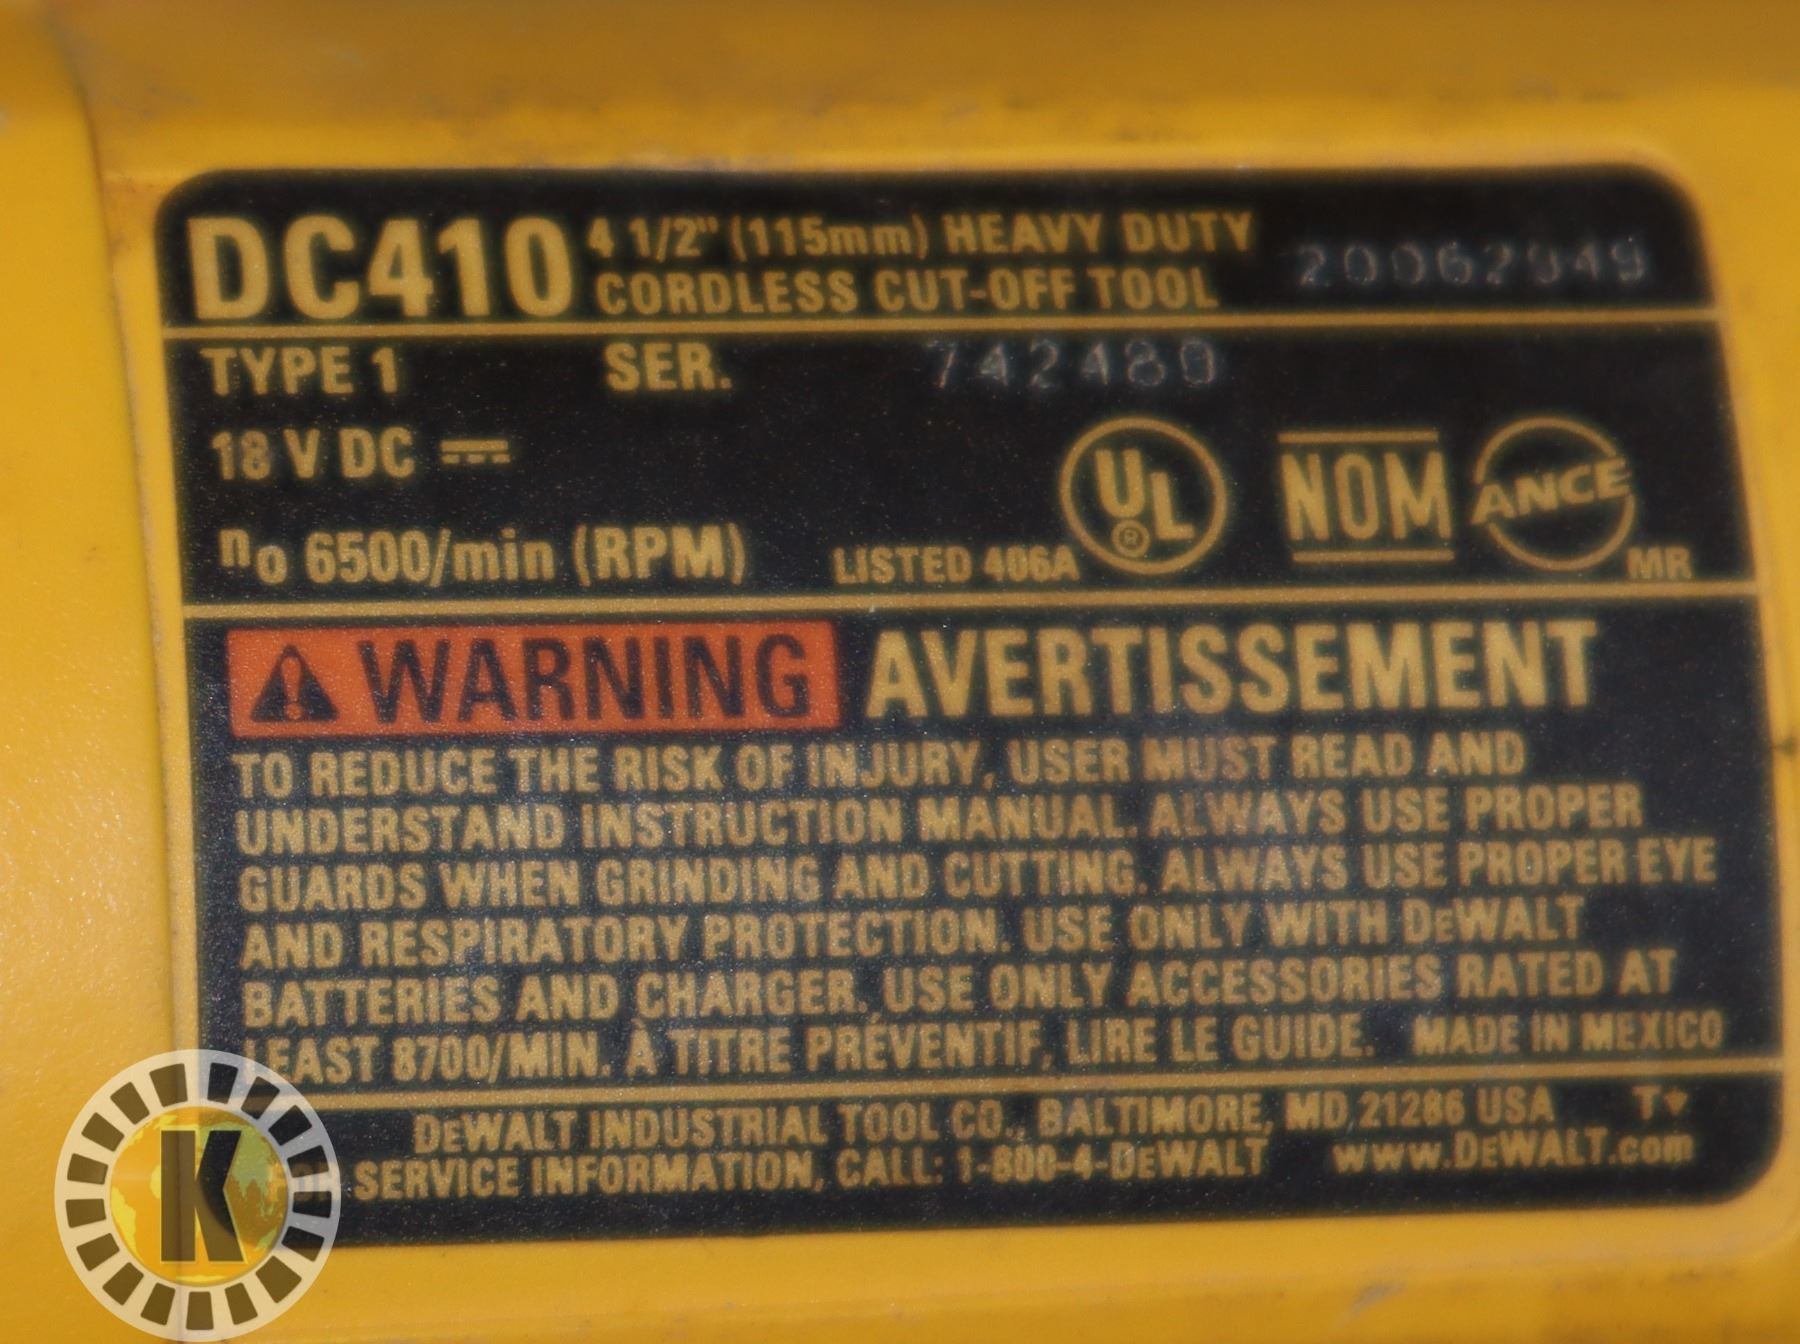 DC410 4 1/2" (115mm) HEAVY DUTY
CORDLESS CUT-OFF TOOL
TYPE 1 SER. 742480
18 V DC
UL ® NOM ANCE
no 6500/min (RPM) LISTED 406A MR
WARNING AVERTISSEMENT
TO REDUCE THE RISK OF INJURY, USER MUST READ AND
UNDERSTAND INSTRUCTION MANUAL. ALWAYS USE PROPER
GUARDS WHEN GRINDING AND CUTTING. ALWAYS USE PROPER EYE
AND RESPIRATORY PROTECTION. USE ONLY WITH DeWALT
BATTERIES AND CHARGER. USE ONLY ACCESSORIES RATED AT
LEAST 8700/MIN. À TITRE PRÉVENTIF, LIRE LE GUIDE. MADE IN MEXICO
DeWALT INDUSTRIAL TOOL CO., BALTIMORE, MD 21286 USA
SERVICE INFORMATION, CALL: 1-800-4-DeWALT www.DeWALT.com
K